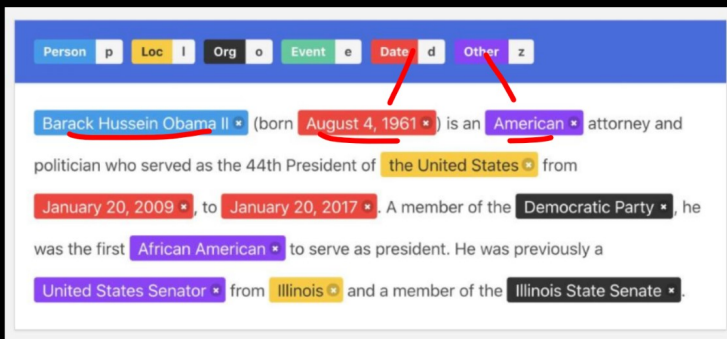 Person p Loc l Org o Event e Date d Other z
Barack Hussein Obama II (born August 4, 1961) is an American attorney and
politician who served as the 44th President of the United States from
January 20, 2009, to January 20, 2017. A member of the Democratic Party, he
was the first African American to serve as president. He was previously a
United States Senator from Illinois and a member of the Illinois State Senate.